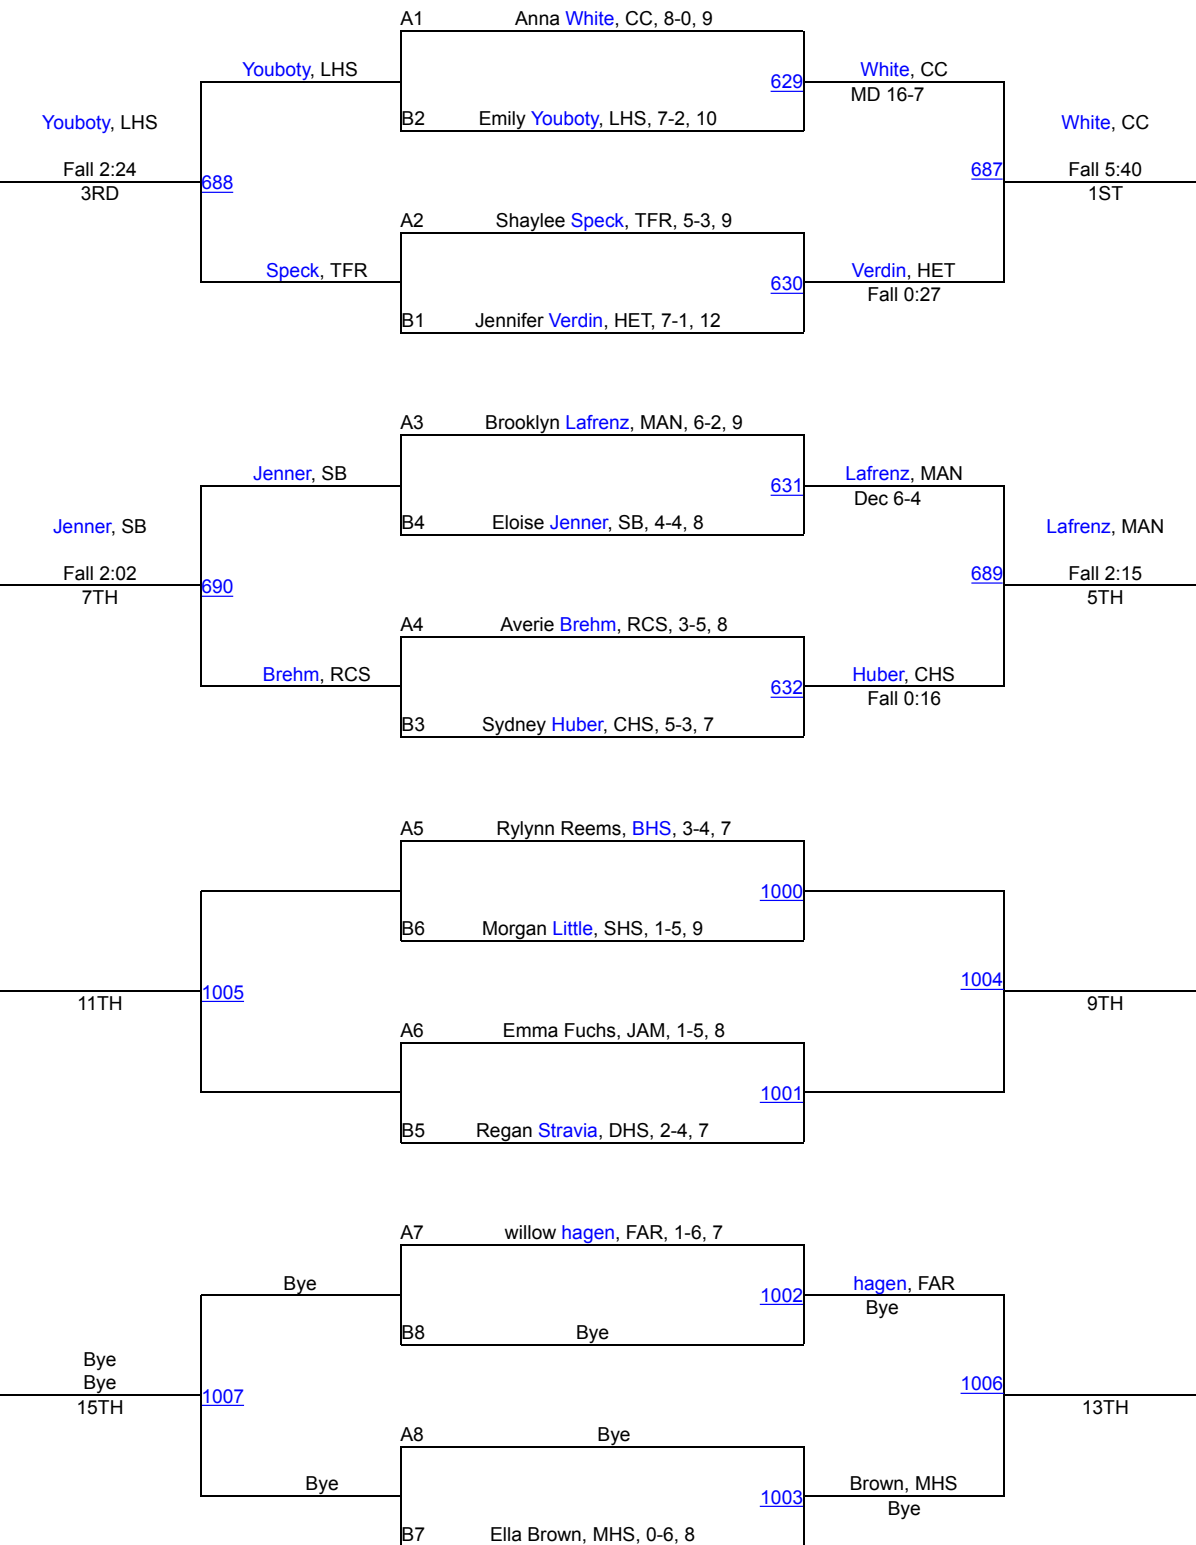 A1 Anna White, CC, 8-0, 9
Youboty, LHS
629
White, CC
MD 16-7
B2 Emily Youboty, LHS, 7-2, 10
Youboty, LHS
Fall 2:24
3RD
688
687
White, CC
Fall 5:40
1ST
A2 Shaylee Speck, TFR, 5-3, 9
Speck, TFR
630
Verdin, HET
Fall 0:27
B1 Jennifer Verdin, HET, 7-1, 12
A3 Brooklyn Lafrenz, MAN, 6-2, 9
Jenner, SB
631
Lafrenz, MAN
Dec 6-4
B4 Eloise Jenner, SB, 4-4, 8
Jenner, SB
Fall 2:02
7TH
690
689
Lafrenz, MAN
Fall 2:15
5TH
A4 Averie Brehm, RCS, 3-5, 8
Brehm, RCS
632
Huber, CHS
Fall 0:16
B3 Sydney Huber, CHS, 5-3, 7
A5 Rylynn Reems, BHS, 3-4, 7
1000
B6 Morgan Little, SHS, 1-5, 9
11TH
1005
1004
9TH
A6 Emma Fuchs, JAM, 1-5, 8
1001
B5 Regan Stravia, DHS, 2-4, 7
A7 willow hagen, FAR, 1-6, 7
Bye
1002
hagen, FAR
Bye
B8 Bye
Bye
Bye
15TH
1007
1006
13TH
A8 Bye
Bye
1003
Brown, MHS
Bye
B7 Ella Brown, MHS, 0-6, 8